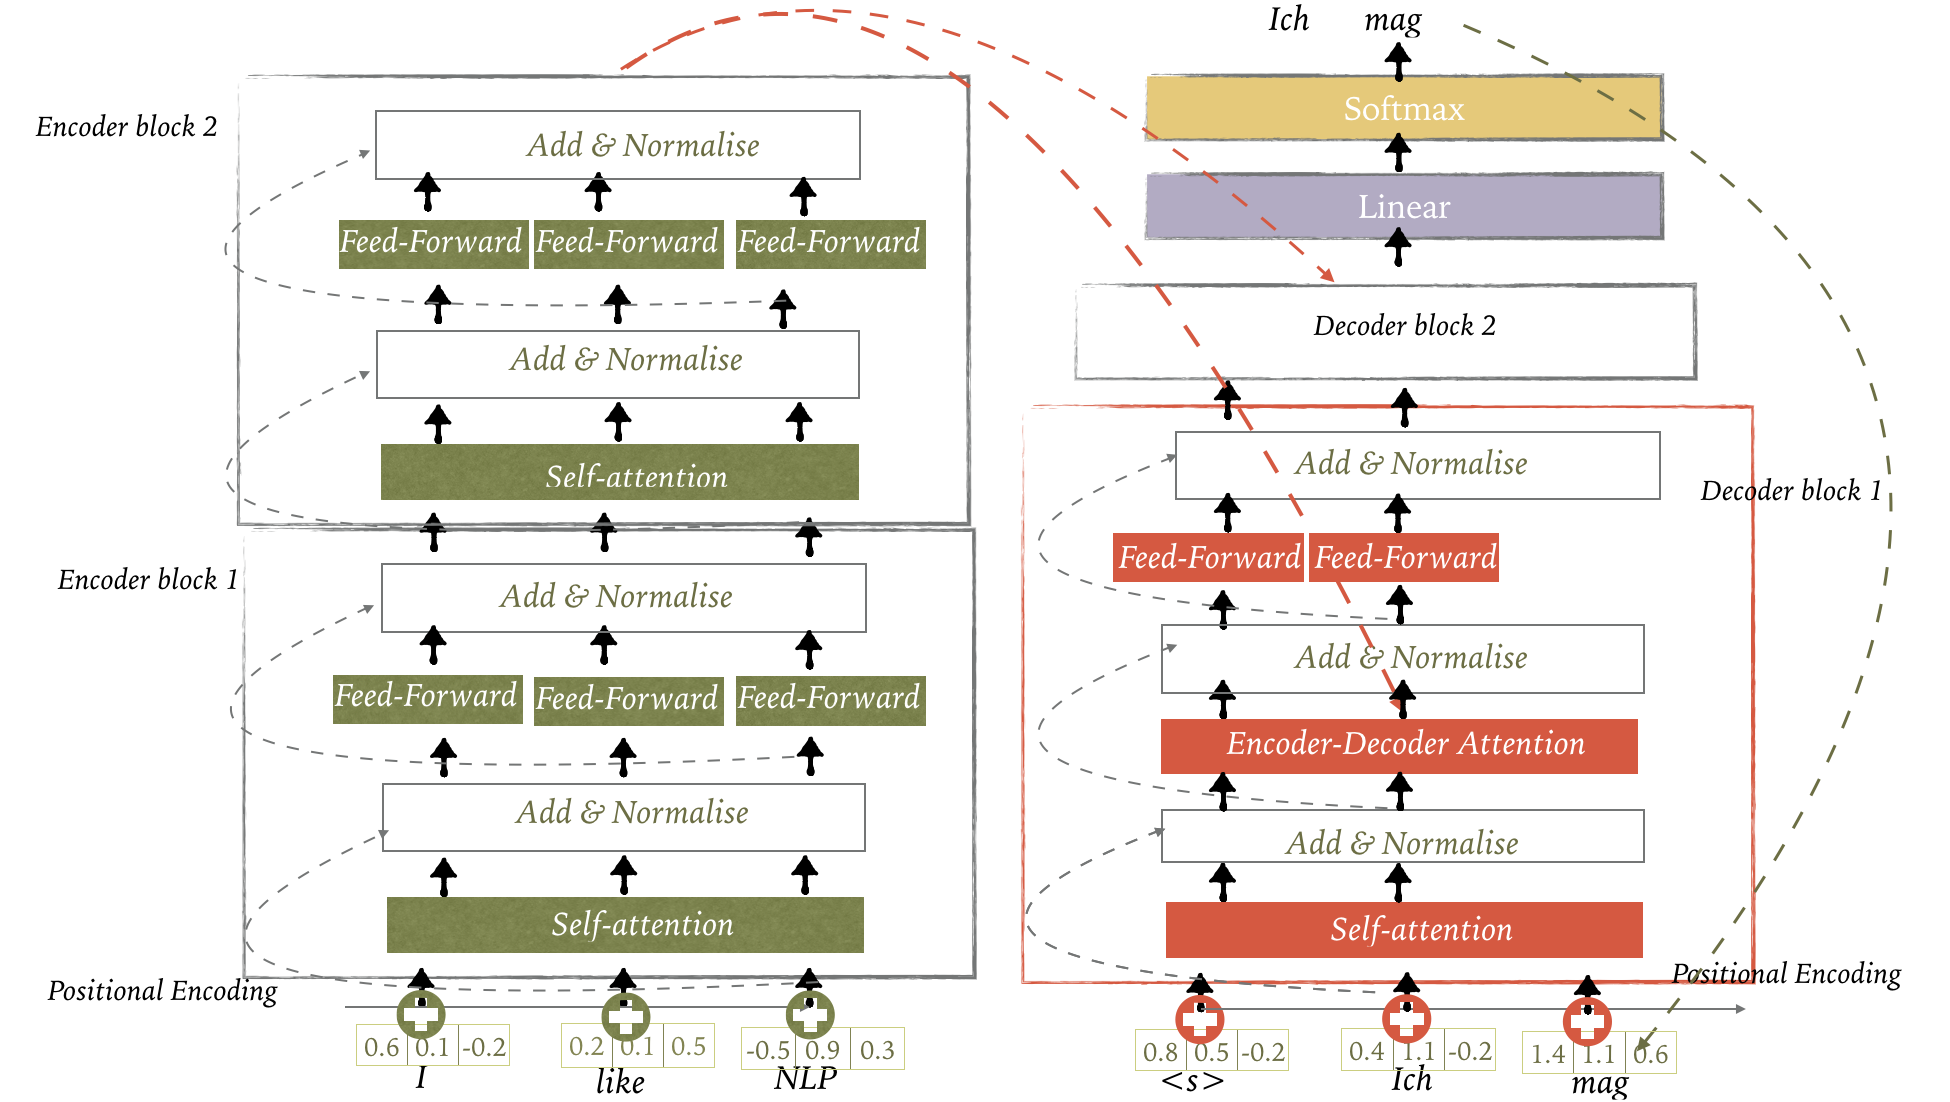 Encoder block 2
Add & Normalise
Feed-Forward Feed-Forward Feed-Forward
Add & Normalise
Self-attention
Encoder block 1
Add & Normalise
Feed-Forward Feed-Forward Feed-Forward
Add & Normalise
Self-attention
Positional Encoding
0.6 0.1 -0.2 0.2 0.1 0.5 -0.5 0.9 0.3
I like NLP
Ich mag
Softmax
Linear
Decoder block 2
Add & Normalise
Decoder block 1
Feed-Forward Feed-Forward
Add & Normalise
Encoder-Decoder Attention
Add & Normalise
Self-attention
Positional Encoding
0.8 0.5 -0.2 0.4 1.1 -0.2 1.4 1.1 0.6
<s> Ich mag